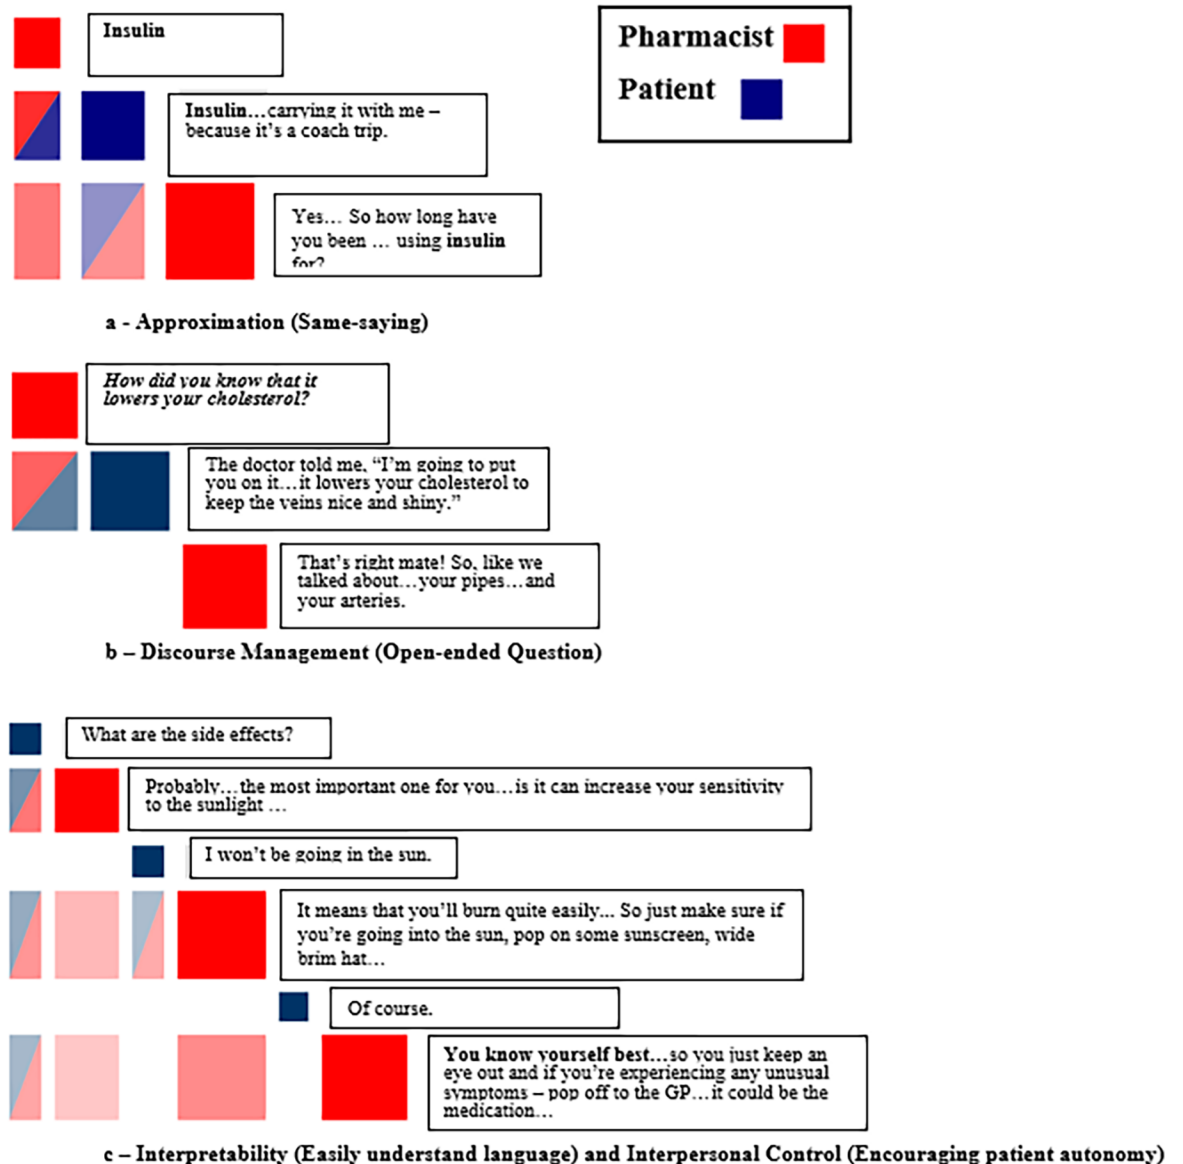 Insulin
Pharmacist
Patient
Insulin…carrying it with me –
because it’s a coach trip.
Yes… So how long have
you been … using insulin
for?
a - Approximation (Same-saying)
How did you know that it
lowers your cholesterol?
The doctor told me, “I’m going to put
you on it…it lowers your cholesterol to
keep the veins nice and shiny.”
That’s right mate! So, like we
talked about…your pipes…and
your arteries.
b – Discourse Management (Open-ended Question)
What are the side effects?
Probably…the most important one for you…is it can increase your sensitivity
to the sunlight …
I won’t be going in the sun.
It means that you’ll burn quite easily... So just make sure if
you’re going into the sun, pop on some sunscreen, wide
brim hat…
Of course.
You know yourself best…so you just keep an
eye out and if you’re experiencing any unusual
symptoms – pop off to the GP…it could be the
medication…
c – Interpretability (Easily understand language) and Interpersonal Control (Encouraging patient autonomy)